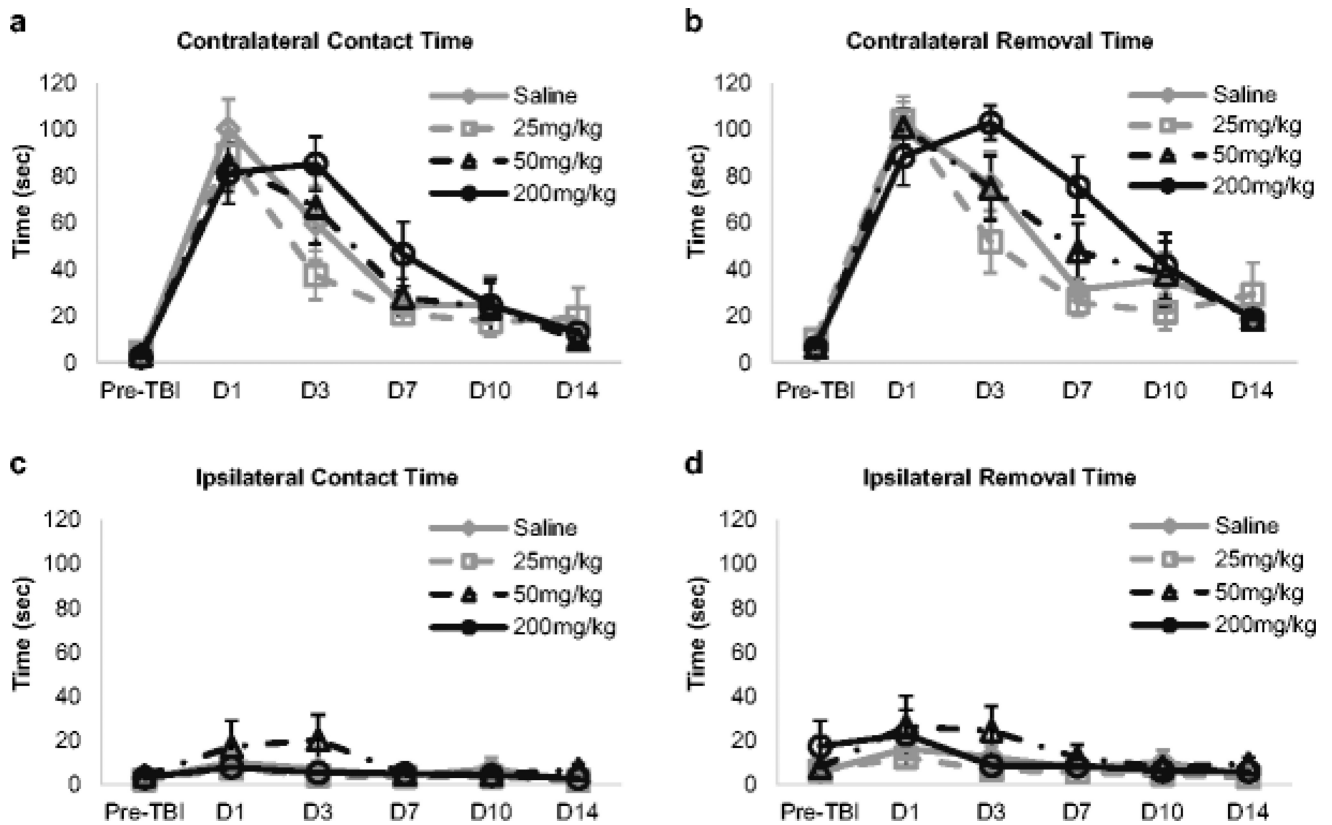 a
Contralateral Contact Time
120
100
80
60
40
20
0
Time (sec)
Saline
25mg/kg
50mg/kg
200mg/kg
Pre-TBI D1 D3 D7 D10 D14
b
Contralateral Removal Time
120
100
80
60
40
20
0
Time (sec)
Saline
25mg/kg
50mg/kg
200mg/kg
Pre-TBI D1 D3 D7 D10 D14
c
Ipsilateral Contact Time
120
100
80
60
40
20
0
Time (sec)
Saline
25mg/kg
50mg/kg
200mg/kg
Pre-TBI D1 D3 D7 D10 D14
d
Ipsilateral Removal Time
120
100
80
60
40
20
0
Time (sec)
Saline
25mg/kg
50mg/kg
200mg/kg
Pre-TBI D1 D3 D7 D10 D14